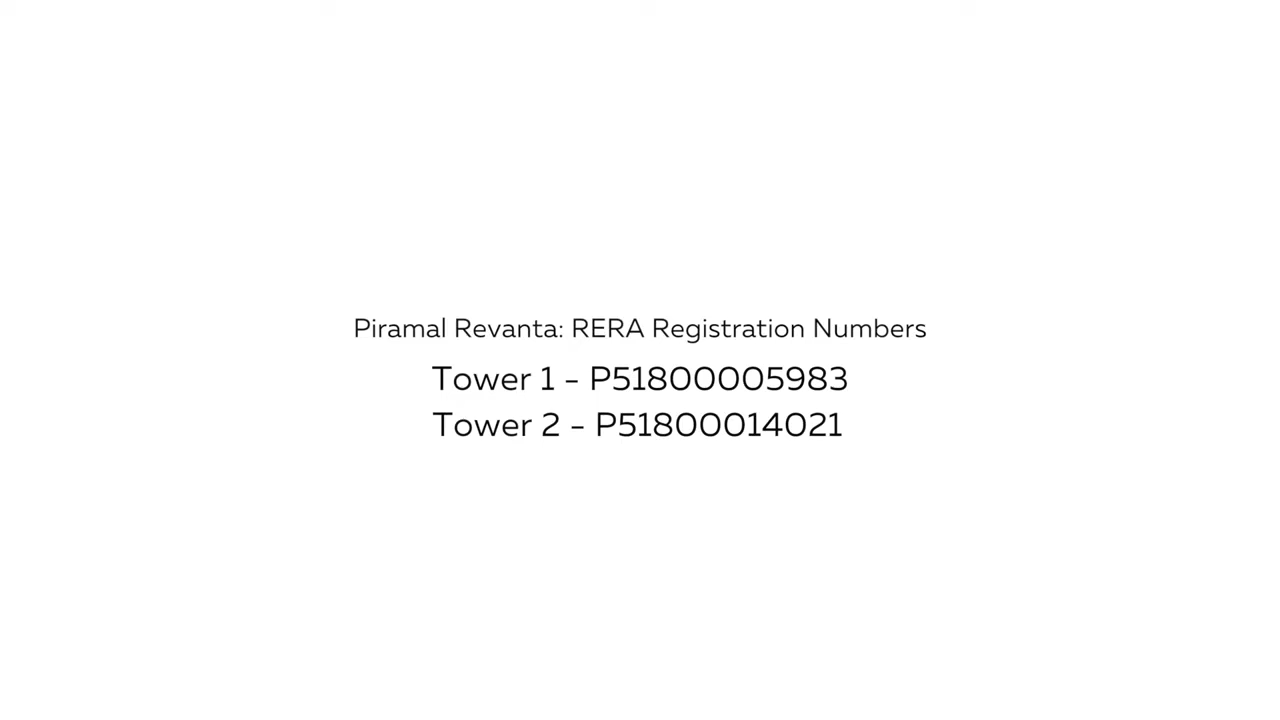 Piramal Revanta: RERA Registration Numbers
Tower 1 - P51800005983
Tower 2 - P51800014021